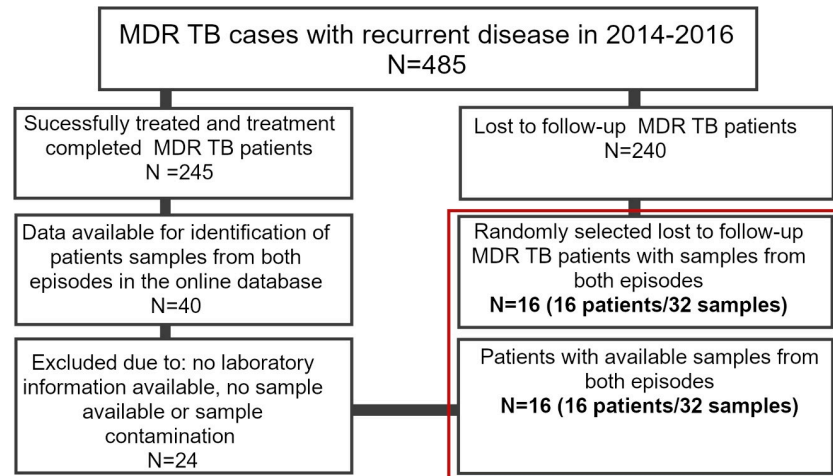 MDR TB cases with recurrent disease in 2014-2016
N=485
Sucessfully treated and treatment
completed MDR TB patients
N =245
Lost to follow-up MDR TB patients
N=240
Data available for identification of
patients samples from both
episodes in the online database
N=40
Randomly selected lost to follow-up
MDR TB patients with samples from
both episodes
N=16 (16 patients/32 samples)
Excluded due to: no laboratory
information available, no sample
available or sample
contamination
N=24
Patients with available samples from
both episodes
N=16 (16 patients/32 samples)